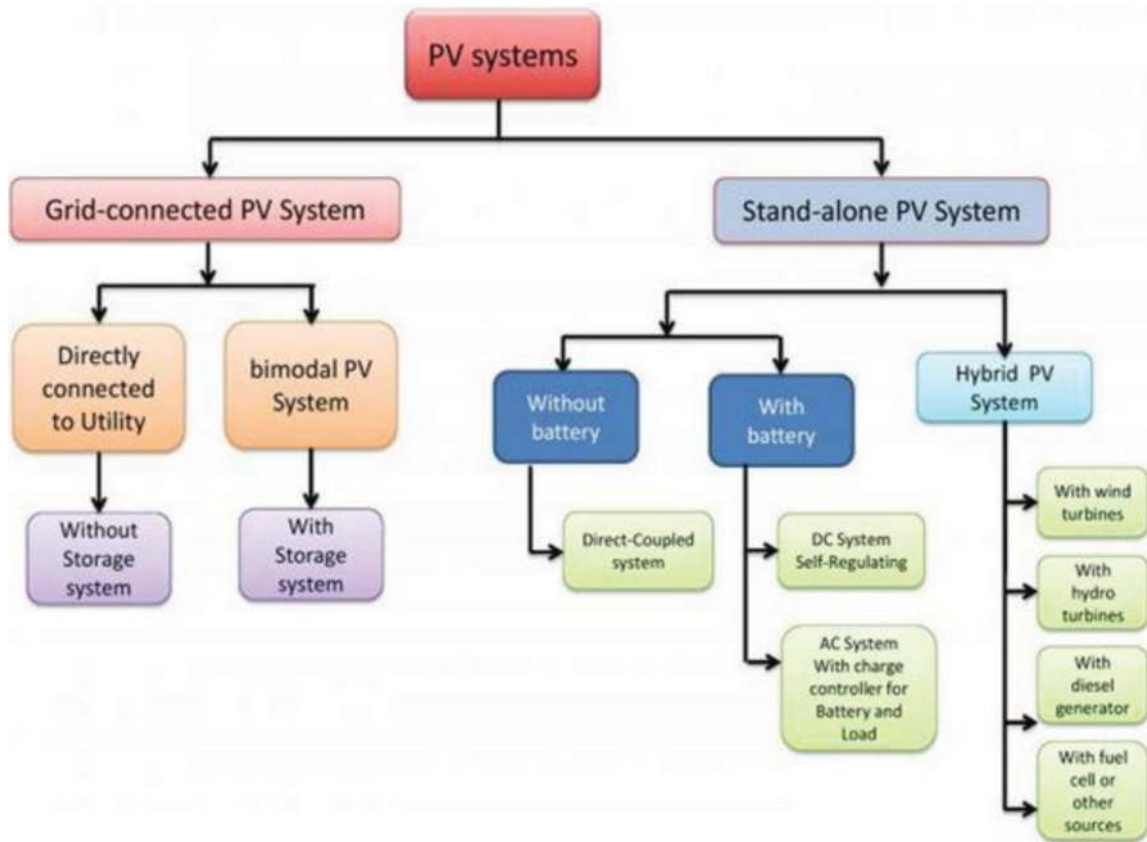 PV systems
Grid-connected PV System
Stand-alone PV System
Directly
connected
to Utility
bimodal PV
System
Without
battery
With
battery
Hybrid PV
System
Without
Storage
system
With
Storage
system
Direct-Coupled
system
DC System
Self-Regulating
AC System
With charge
controller for
Battery and
Load
With wind
turbines
With
hydro
turbines
With
diesel
generator
With fuel
cell or
other
sources